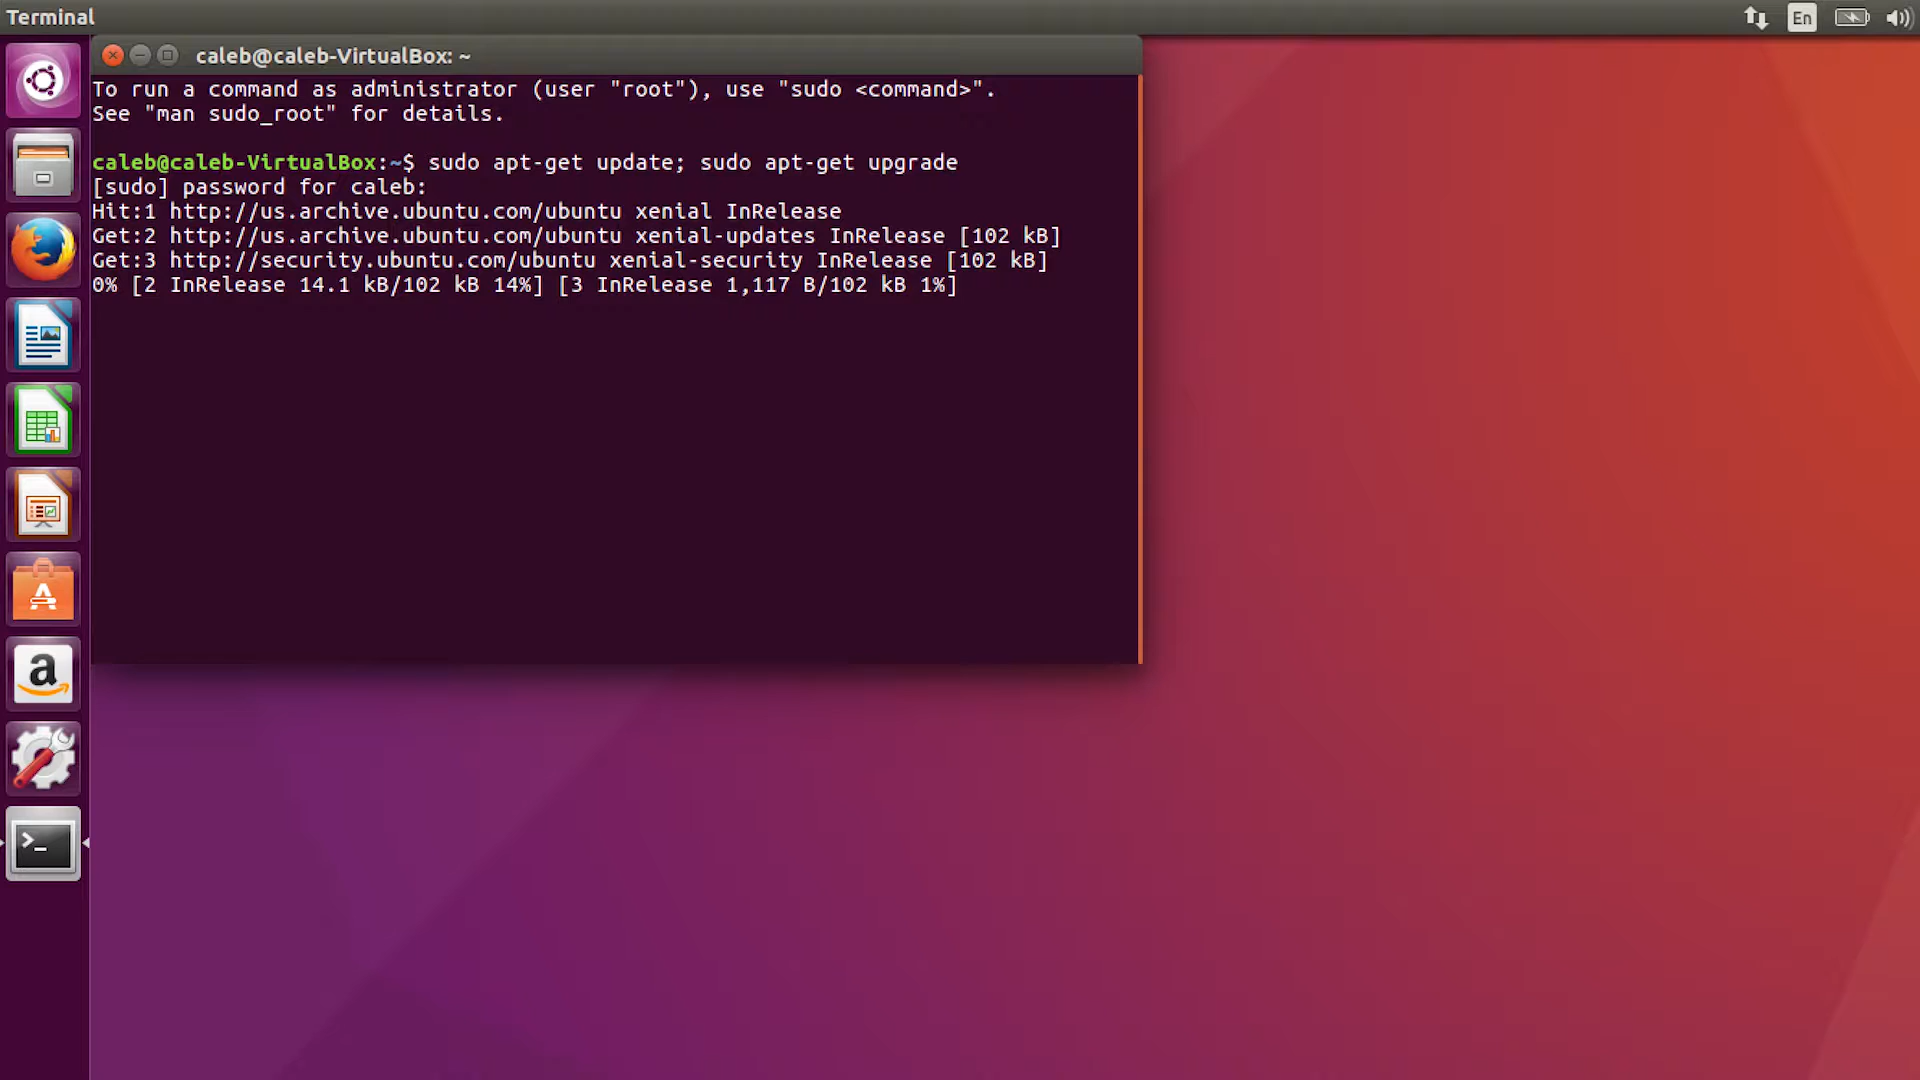 Terminal
En
caleb@caleb-VirtualBox: ~
To run a command as administrator (user "root"), use "sudo <command>".
See "man sudo_root" for details.
caleb@caleb-VirtualBox:~$ sudo apt-get update; sudo apt-get upgrade
[sudo] password for caleb:
Hit:1 http://us.archive.ubuntu.com/ubuntu xenial InRelease
Get:2 http://us.archive.ubuntu.com/ubuntu xenial-updates InRelease [102 kB]
Get:3 http://security.ubuntu.com/ubuntu xenial-security InRelease [102 kB]
0% [2 InRelease 14.1 kB/102 kB 14%] [3 InRelease 1,117 B/102 kB 1%]
A
a
>_